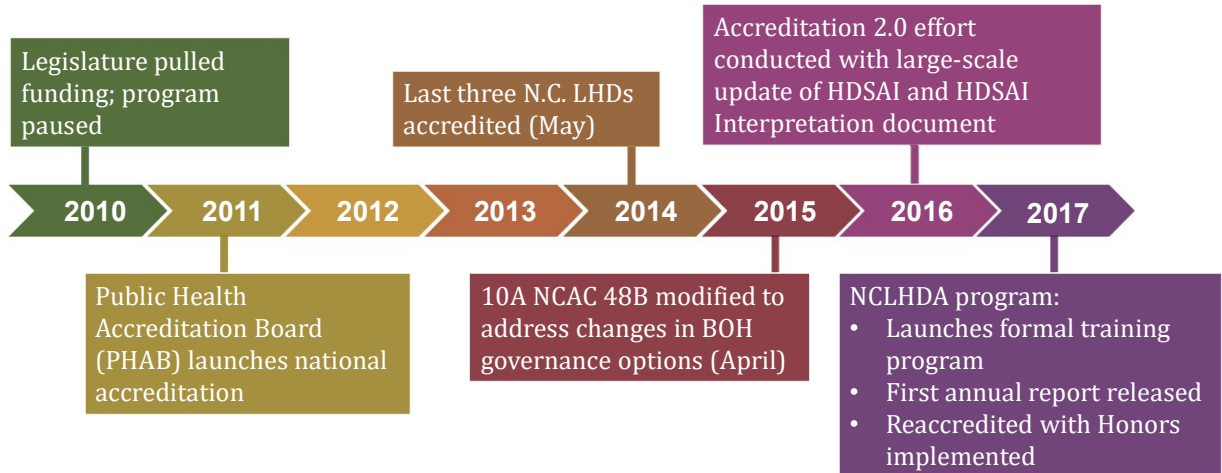 Legislature pulled
funding; program
paused
Last three N.C. LHDs
accredited (May)
Accreditation 2.0 effort
conducted with large-scale
update of HDSAI and HDSAI
Interpretation document
2010
2011
2012
2013
2014
2015
2016
2017
Public Health
Accreditation Board
(PHAB) launches national
accreditation
10A NCAC 48B modified to
address changes in BOH
governance options (April)
NCLHDA program:
• Launches formal training
program
• First annual report released
• Reaccredited with Honors
implemented